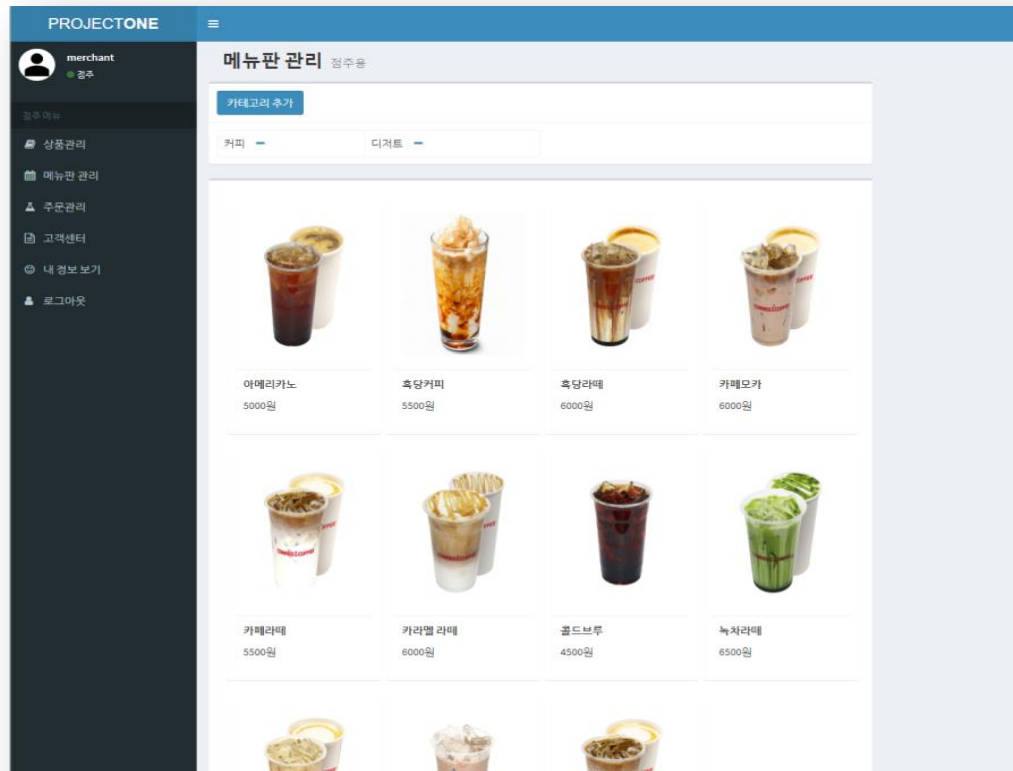 PROJECTONE
merchant
점주
점주 메뉴
상품관리
메뉴판 관리
주문관리
고객센터
내 정보 보기
로그아웃
메뉴판 관리 점주용
카테고리 추가
커피 디저트
아메리카노 흑당커피 흑당라떼 카페모카
5000원 5500원 6000원 6000원
카페라떼 카라멜 라떼 콜드브루 녹차라떼
5500원 6000원 4500원 6500원